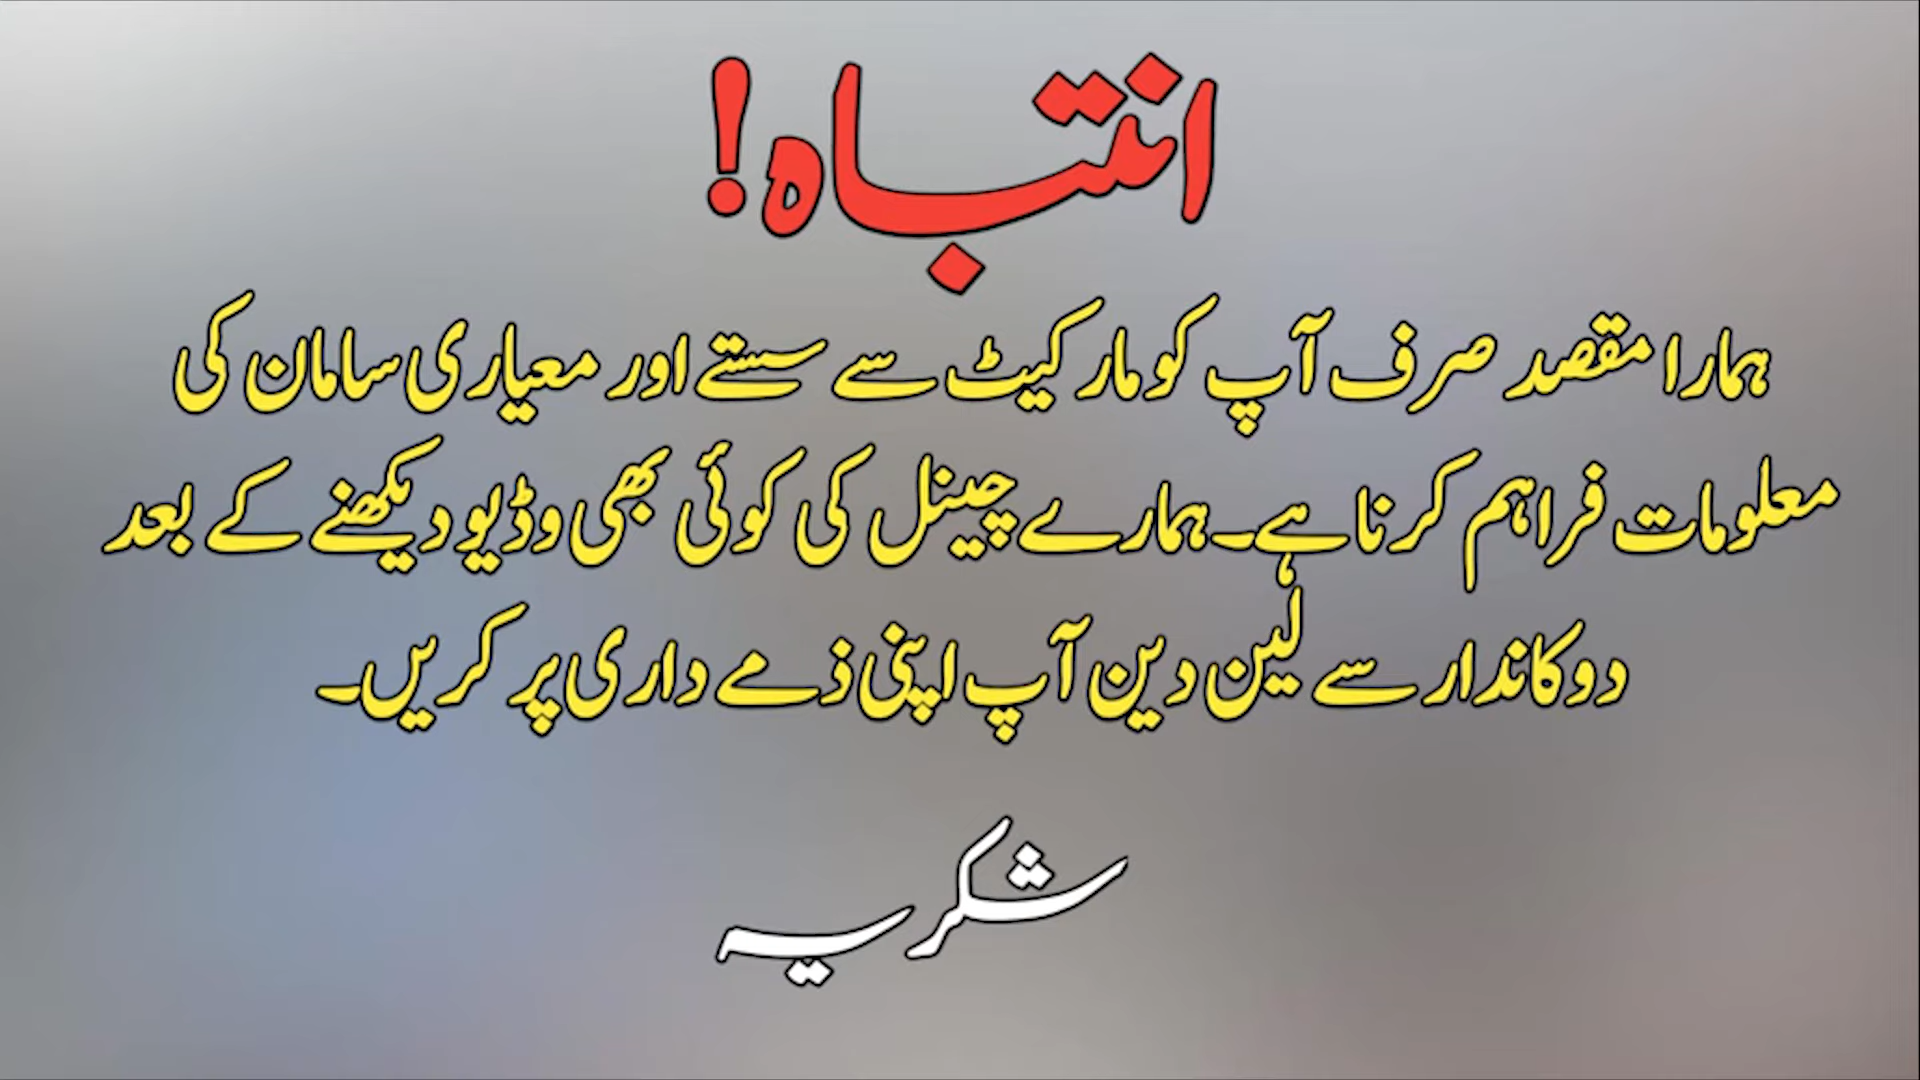 انتباہ!
ہمارا مقصد صرف آپ کو مارکیٹ سے سستے اور معیاری سامان کی
معلومات فراہم کرنا ہے۔ ہمارے چینل کی کوئی بھی وڈیو دیکھنے کے بعد
دوکاندار سے لین دین آپ اپنی ذمے داری پر کریں۔
شکریہ